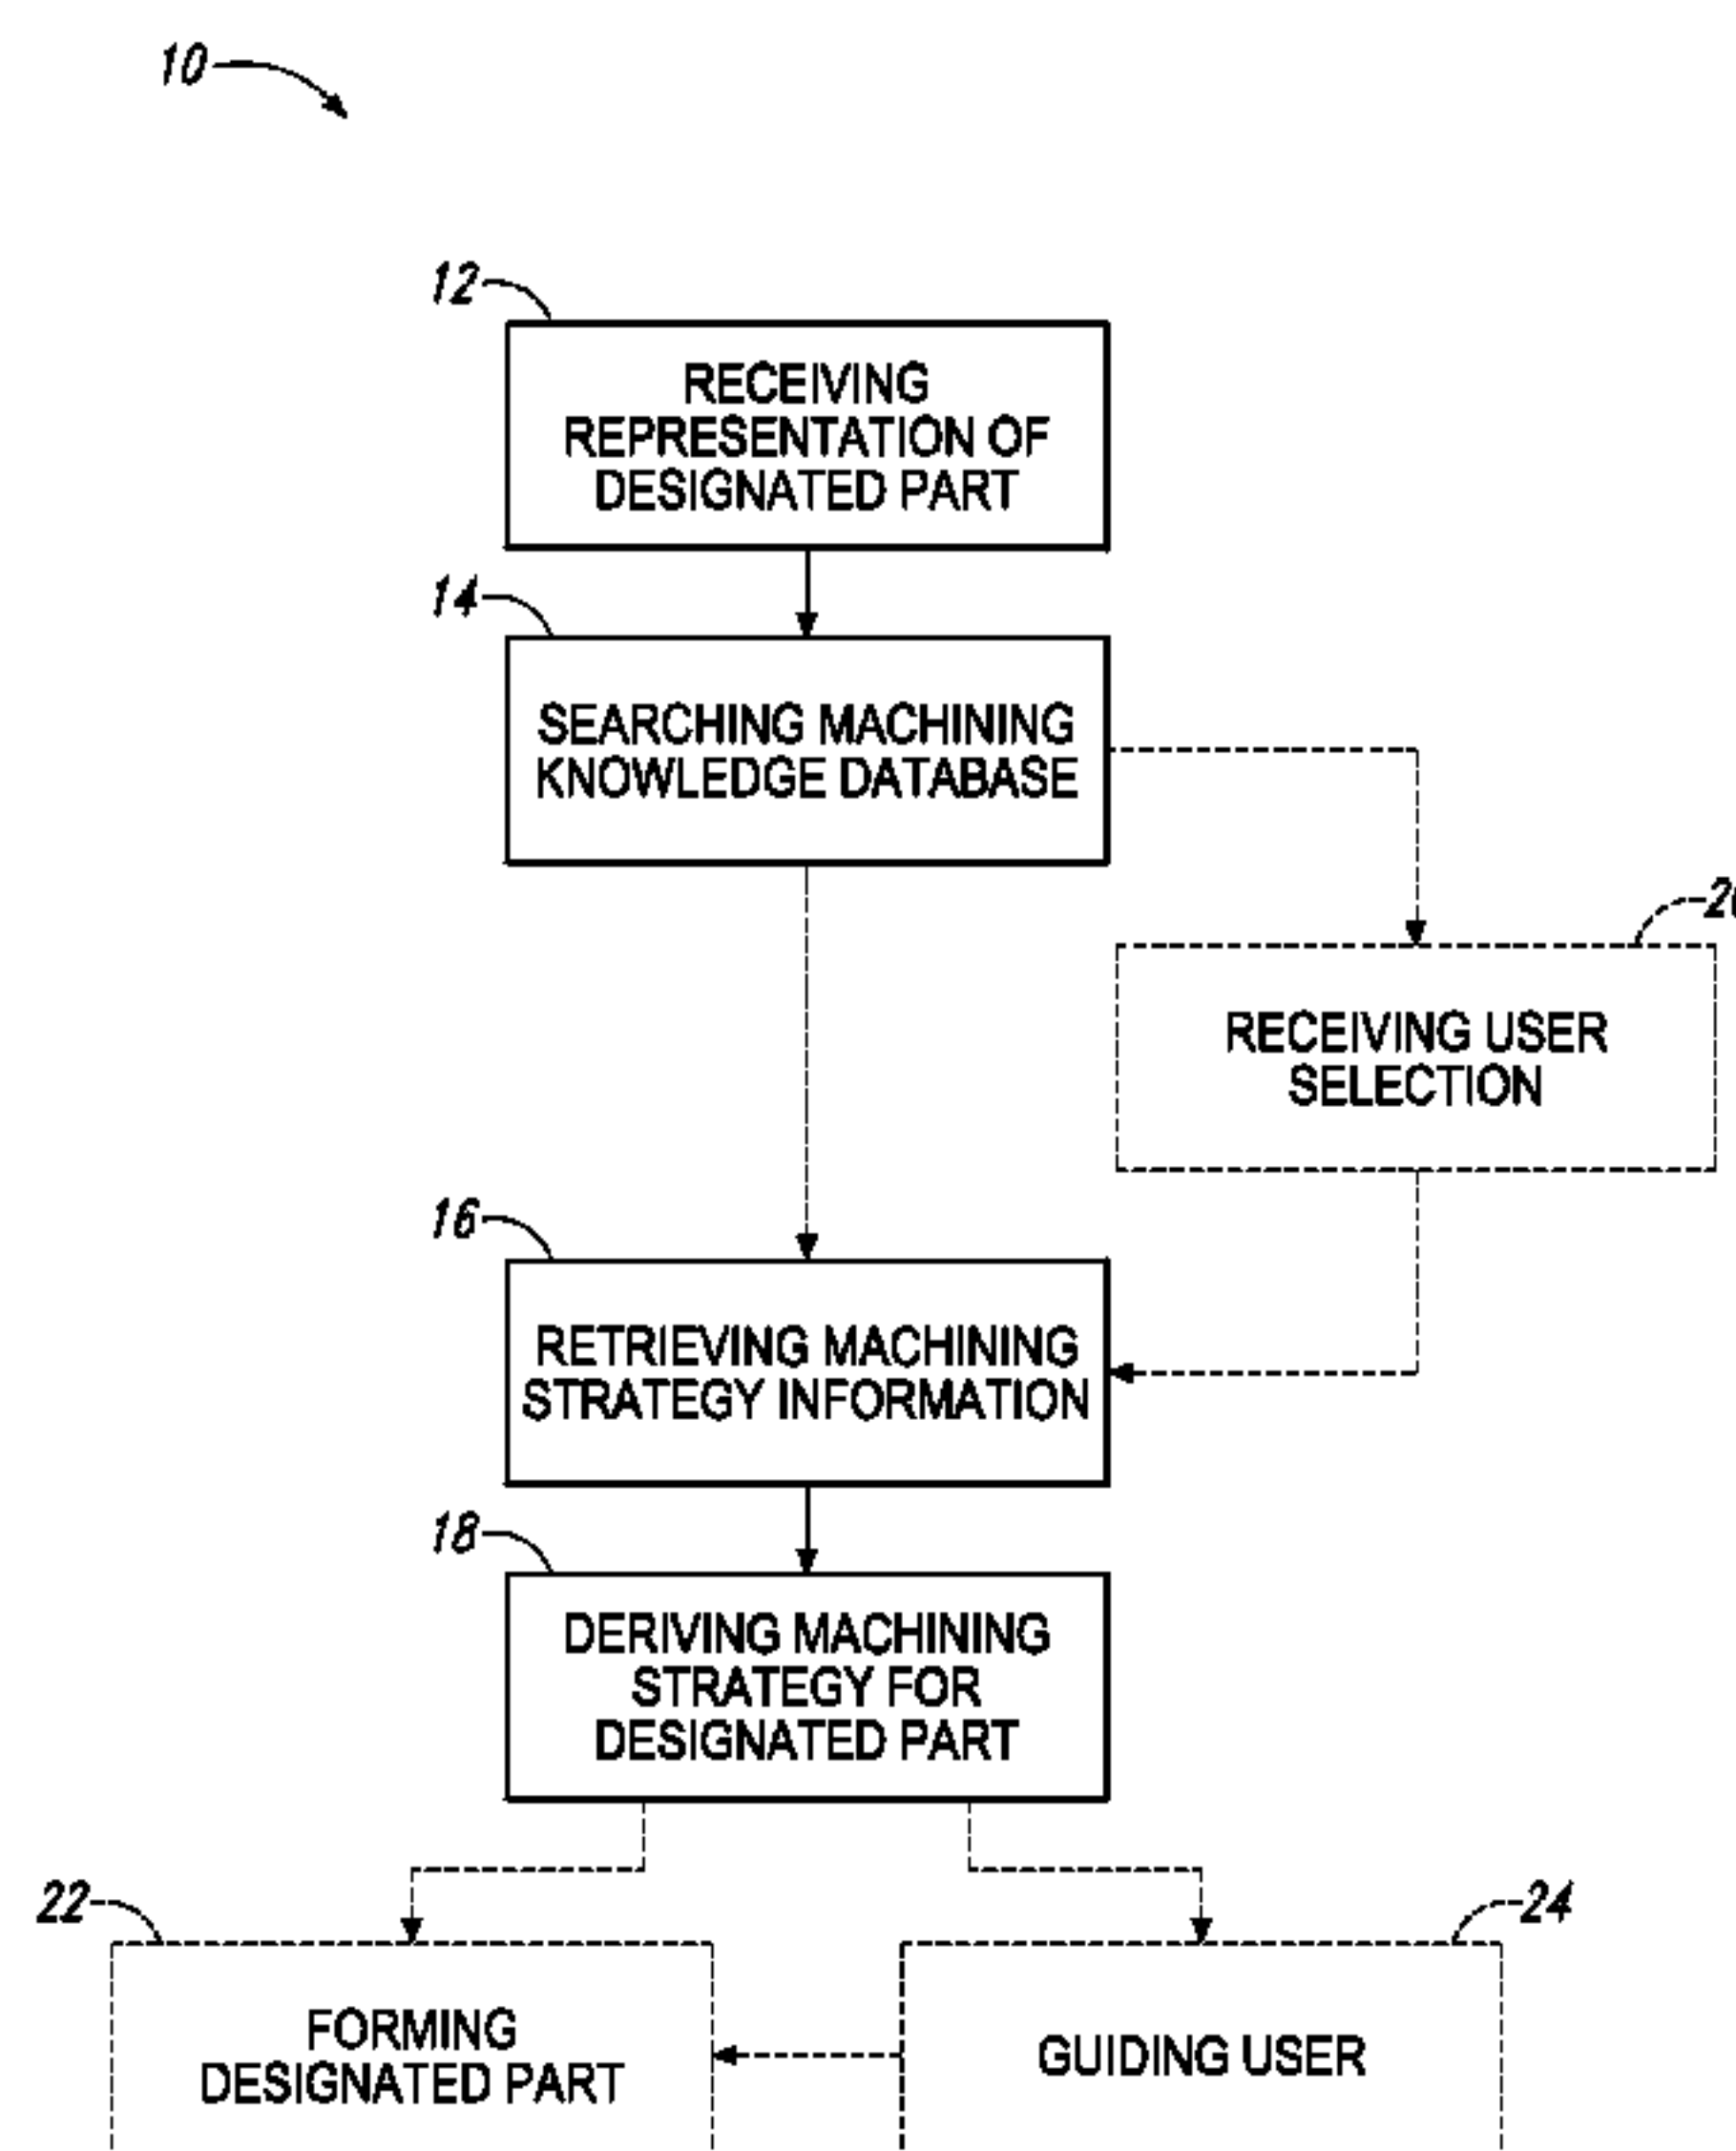 10
12
RECEIVING
REPRESENTATION OF
DESIGNATED PART
14
SEARCHING MACHINING
KNOWLEDGE DATABASE
RECEIVING USER
SELECTION
16
RETRIEVING MACHINING
STRATEGY INFORMATION
18
DERIVING MACHINING
STRATEGY FOR
DESIGNATED PART
22
FORMING
DESIGNATED PART
24
GUIDING USER